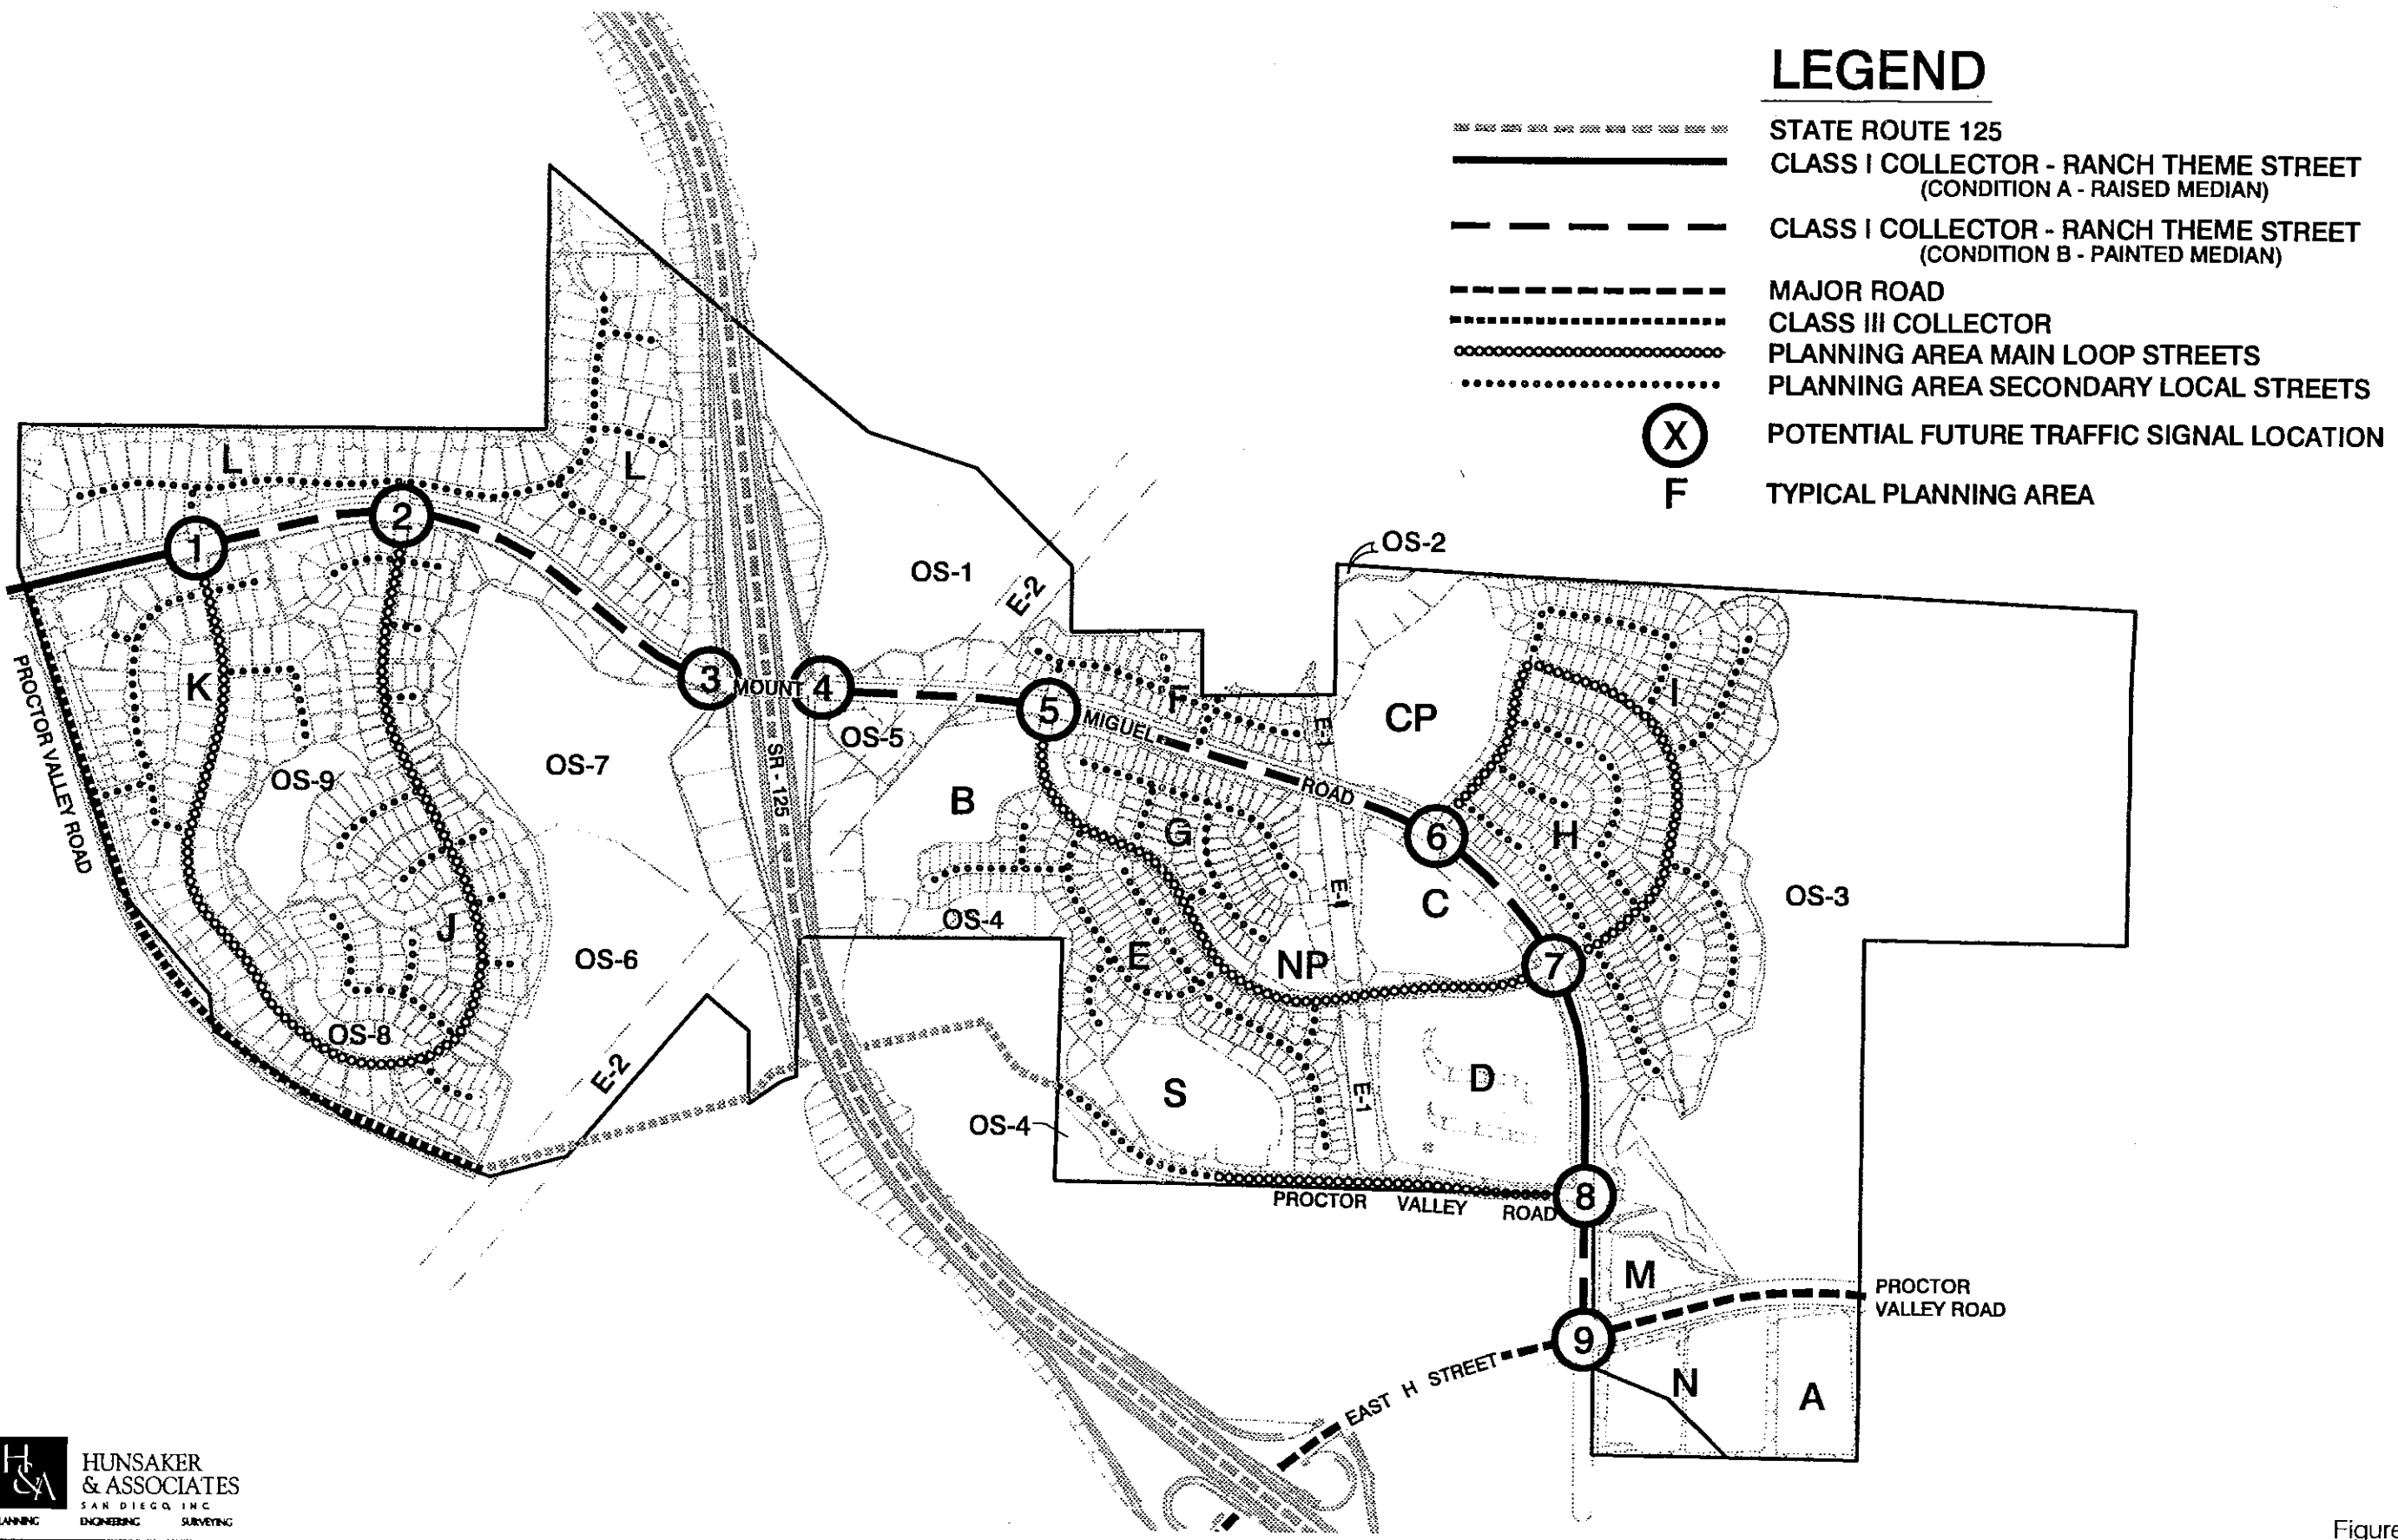 LEGEND
STATE ROUTE 125
CLASS I COLLECTOR - RANCH THEME STREET
(CONDITION A - RAISED MEDIAN)
CLASS I COLLECTOR - RANCH THEME STREET
(CONDITION B - PAINTED MEDIAN)
MAJOR ROAD
CLASS III COLLECTOR
PLANNING AREA MAIN LOOP STREETS
PLANNING AREA SECONDARY LOCAL STREETS
X POTENTIAL FUTURE TRAFFIC SIGNAL LOCATION
F TYPICAL PLANNING AREA
L
L
1
2
3
MOUNT
4
5
MIGUEL
ROAD
6
7
8
9
OS-1
E-2
OS-2
F
E-1
CP
I
K
OS-9
OS-7
SR - 125
OS-5
B
G
H
C
E-1
OS-3
J
OS-4
E
NP
OS-6
OS-8
E-2
S
E-1
D
OS-4
PROCTOR VALLEY ROAD
PROCTOR VALLEY ROAD
M
PROCTOR
VALLEY ROAD
EAST H STREET
N
A
H&A
HUNSAKER
& ASSOCIATES
SAN DIEGO, INC.
LANNING ENGINEERING SURVEYING
Figure